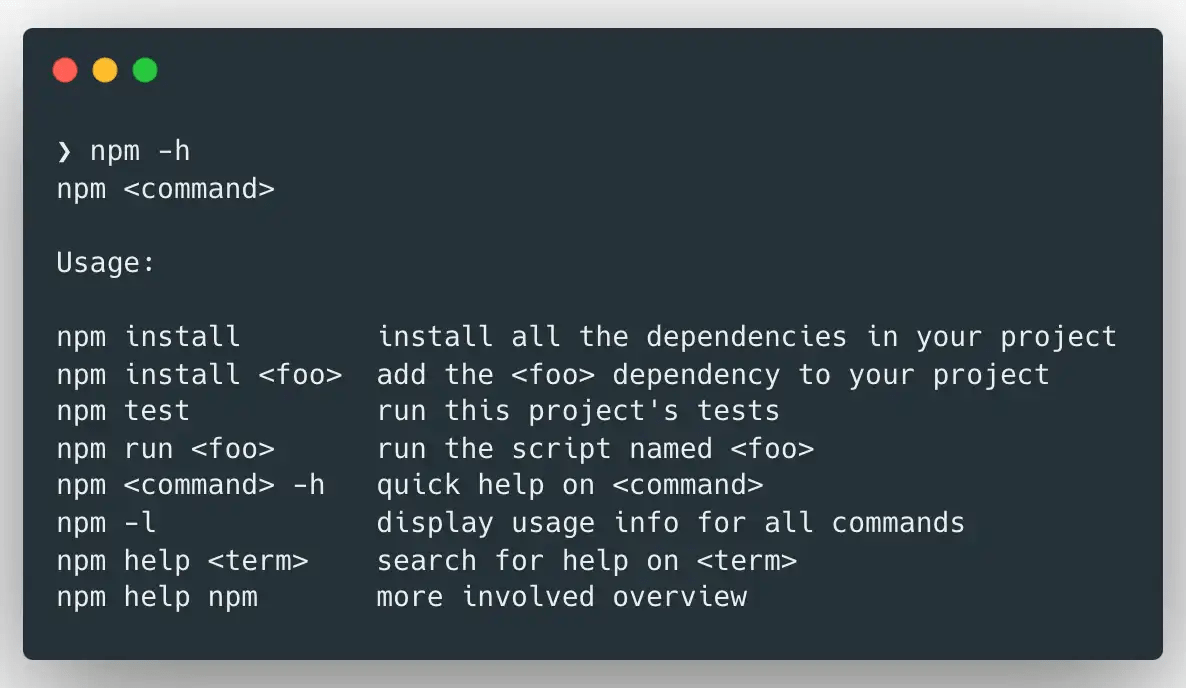 ❯ npm -h
npm <command>
Usage:
npm install install all the dependencies in your project
npm install <foo> add the <foo> dependency to your project
npm test run this project's tests
npm run <foo> run the script named <foo>
npm <command> -h quick help on <command>
npm -l display usage info for all commands
npm help <term> search for help on <term>
npm help npm more involved overview